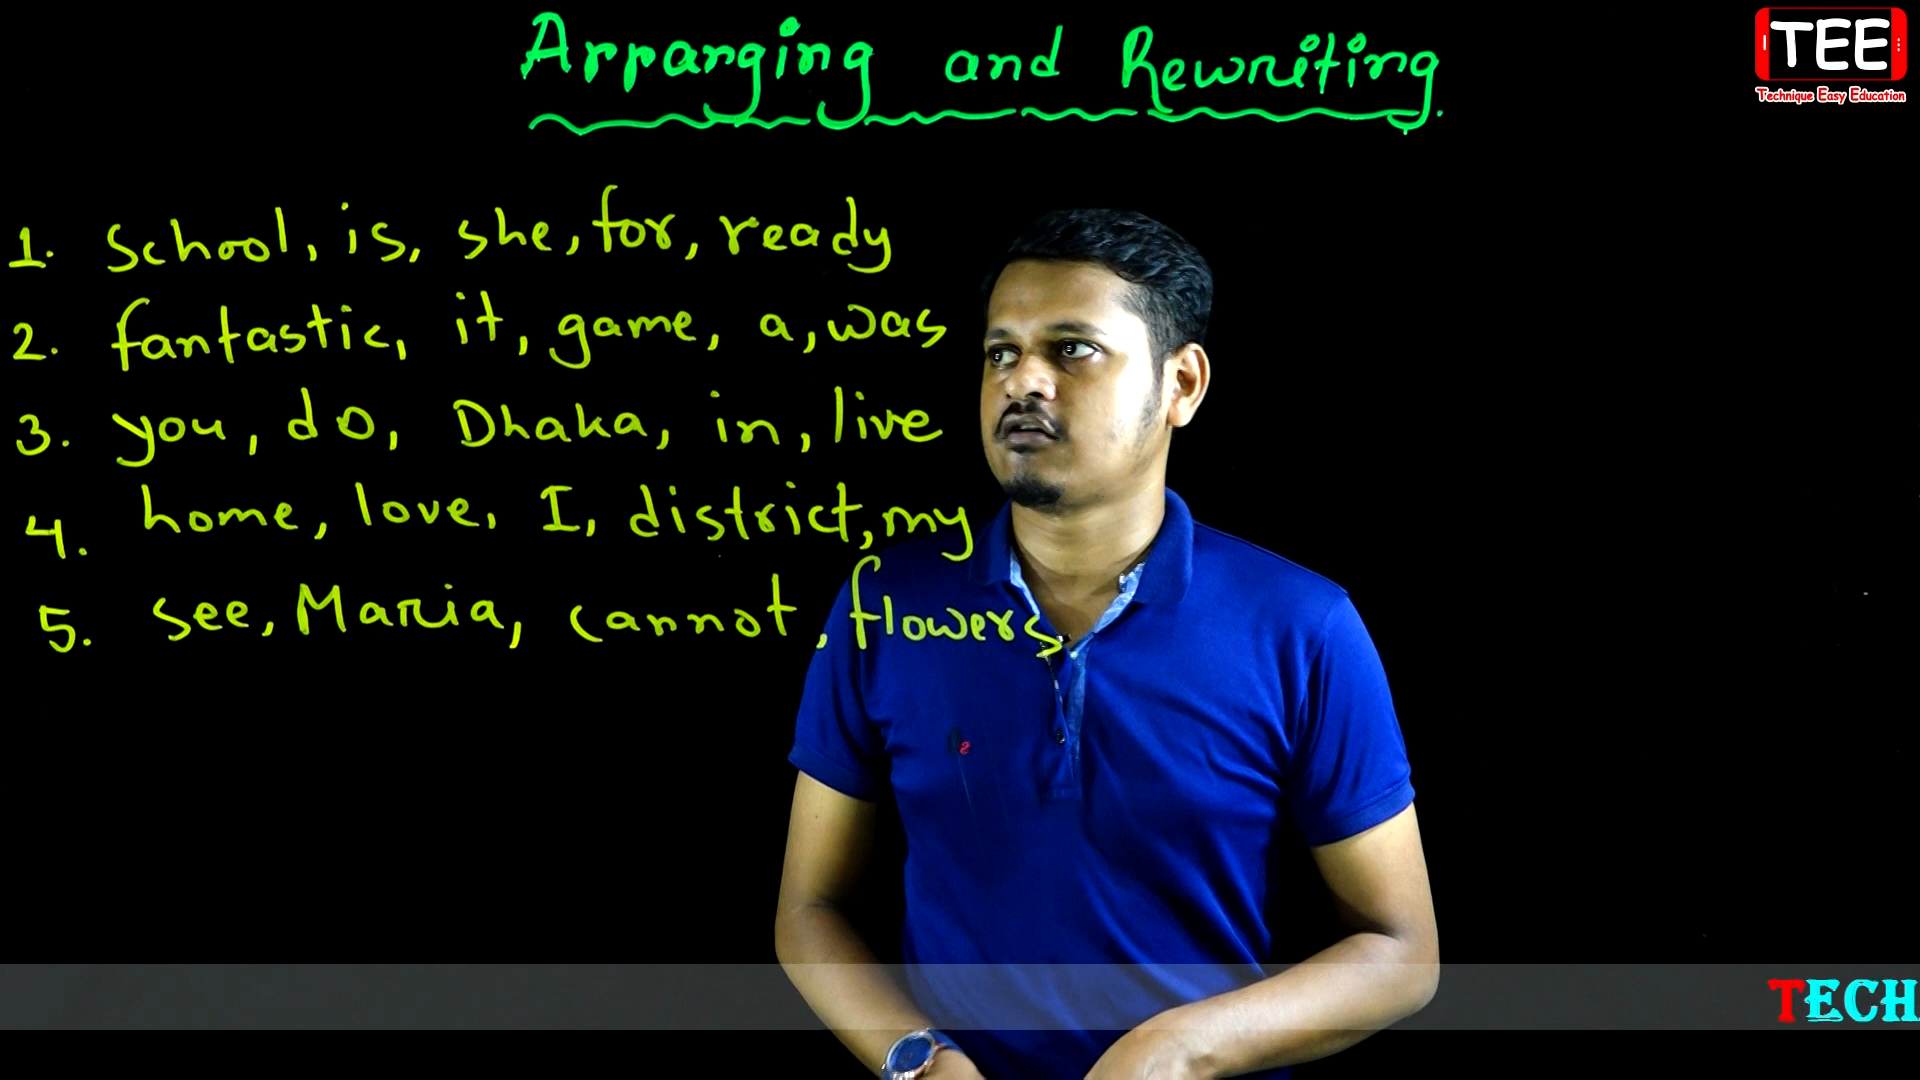 Arranging and Rewriting.
TEE
Technique Easy Education
1. School, is, she, for, ready
2. fantastic, it, game, a, was
3. you, do, Dhaka, in, live
4. home, love, I, district, my
5. see, Maria, cannot, flowers
TECH